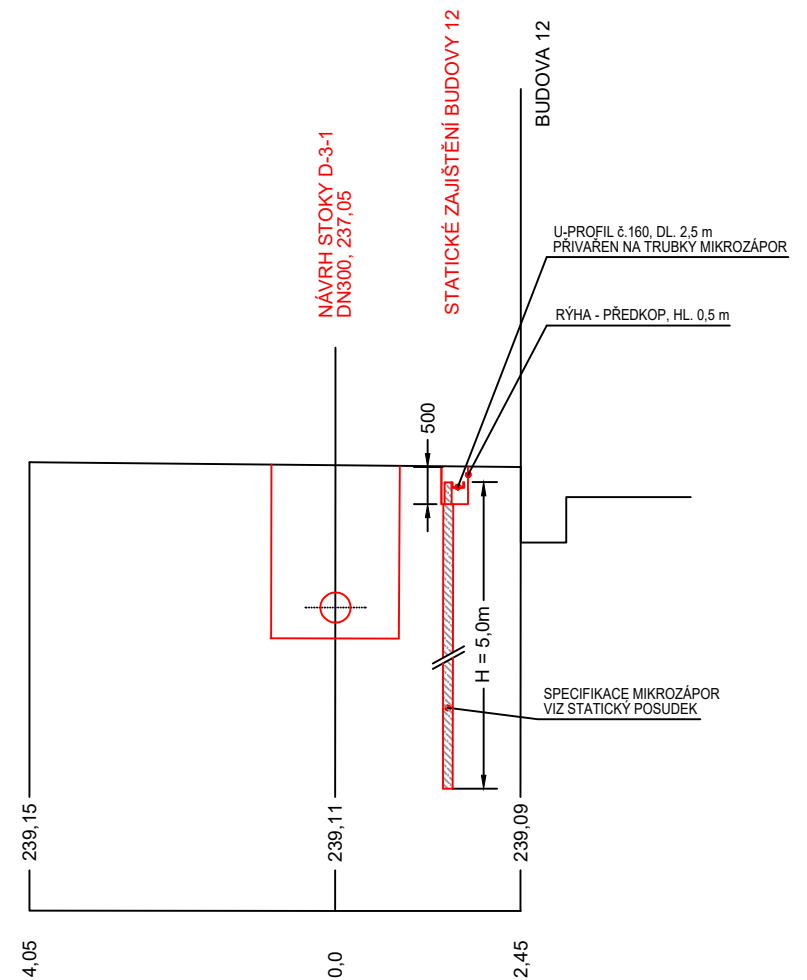 NÁVRH STOKY D-3-1
DN300, 237,05
STATICKÉ ZAJIŠTĚNÍ BUDOVY 12
BUDOVA 12
U-PROFIL č.160, DL. 2,5 m
PŘIVAŘEN NA TRUBKY MIKROZÁPOR
RÝHA - PŘEDKOP, HL. 0,5 m
500
H = 5,0m
SPECIFIKACE MIKROZÁPOR
VIZ STATICKÝ POSUDEK
239,15
239,11
239,09
4,05
0,0
2,45